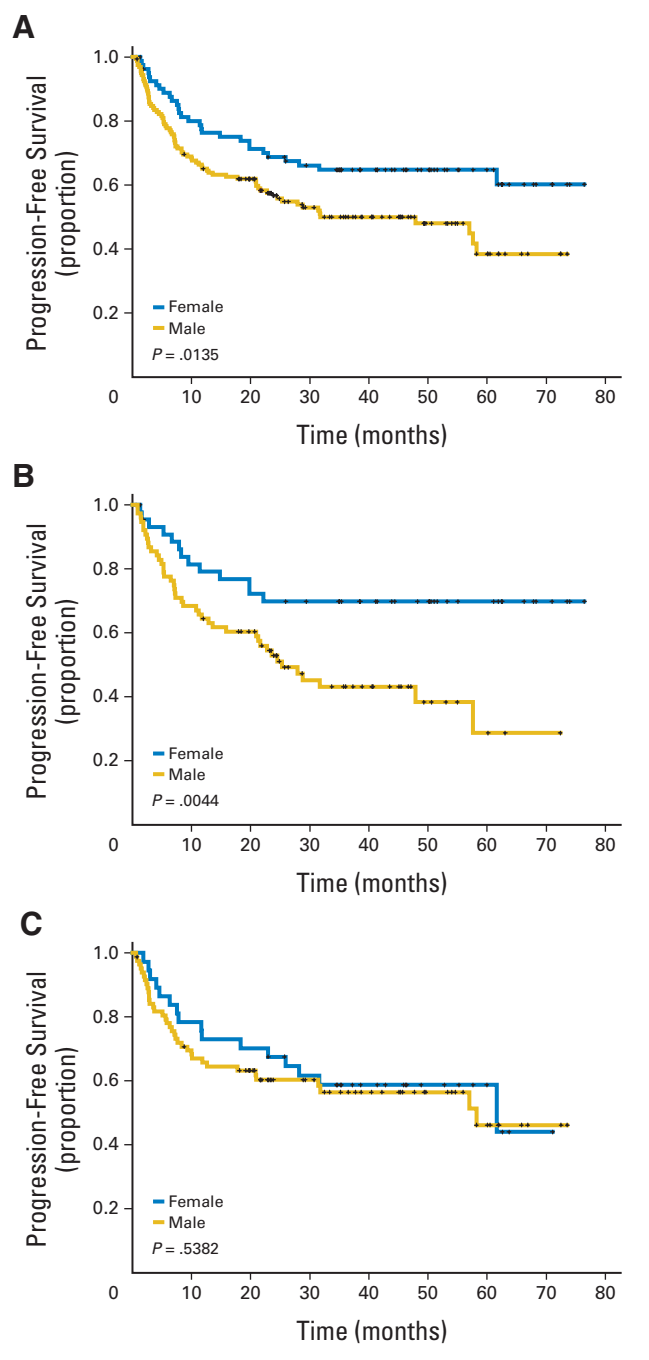 A
1.0
0.8
0.6
0.4
0.2
Progression-Free Survival
(proportion)
Female
Male
P = .0135
0 10 20 30 40 50 60 70 80
Time (months)
B
1.0
0.8
0.6
0.4
0.2
Progression-Free Survival
(proportion)
Female
Male
P = .0044
0 10 20 30 40 50 60 70 80
Time (months)
C
1.0
0.8
0.6
0.4
0.2
Progression-Free Survival
(proportion)
Female
Male
P = .5382
0 10 20 30 40 50 60 70 80
Time (months)